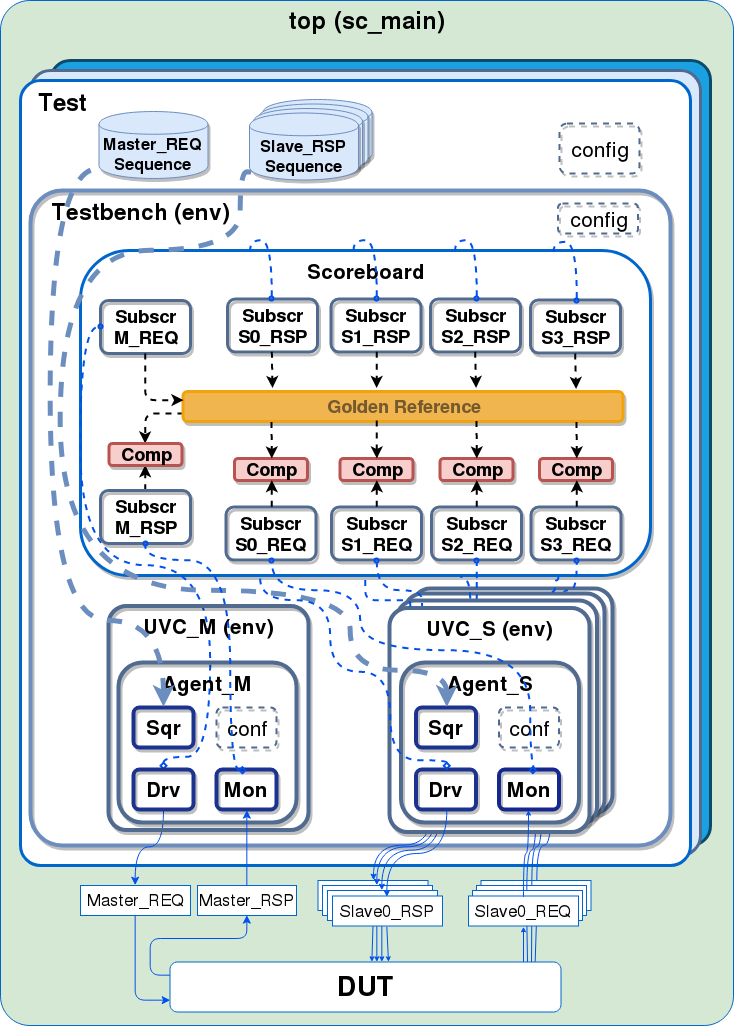 top (sc_main)
Test
Master_REQ
Sequence
Slave_RSP
Sequence
config
Testbench (env)
config
Scoreboard
Subscr
M_REQ
Subscr
S0_RSP
Subscr
S1_RSP
Subscr
S2_RSP
Subscr
S3_RSP
Golden Reference
Comp
Comp
Comp
Comp
Comp
Subscr
M_RSP
Subscr
S0_REQ
Subscr
S1_REQ
Subscr
S2_REQ
Subscr
S3_REQ
UVC_M (env)
Agent_M
Sqr
conf
Drv
Mon
UVC_S (env)
Agent_S
Sqr
conf
Drv
Mon
Master_REQ
Master_RSP
Slave0_RSP
Slave0_REQ
DUT